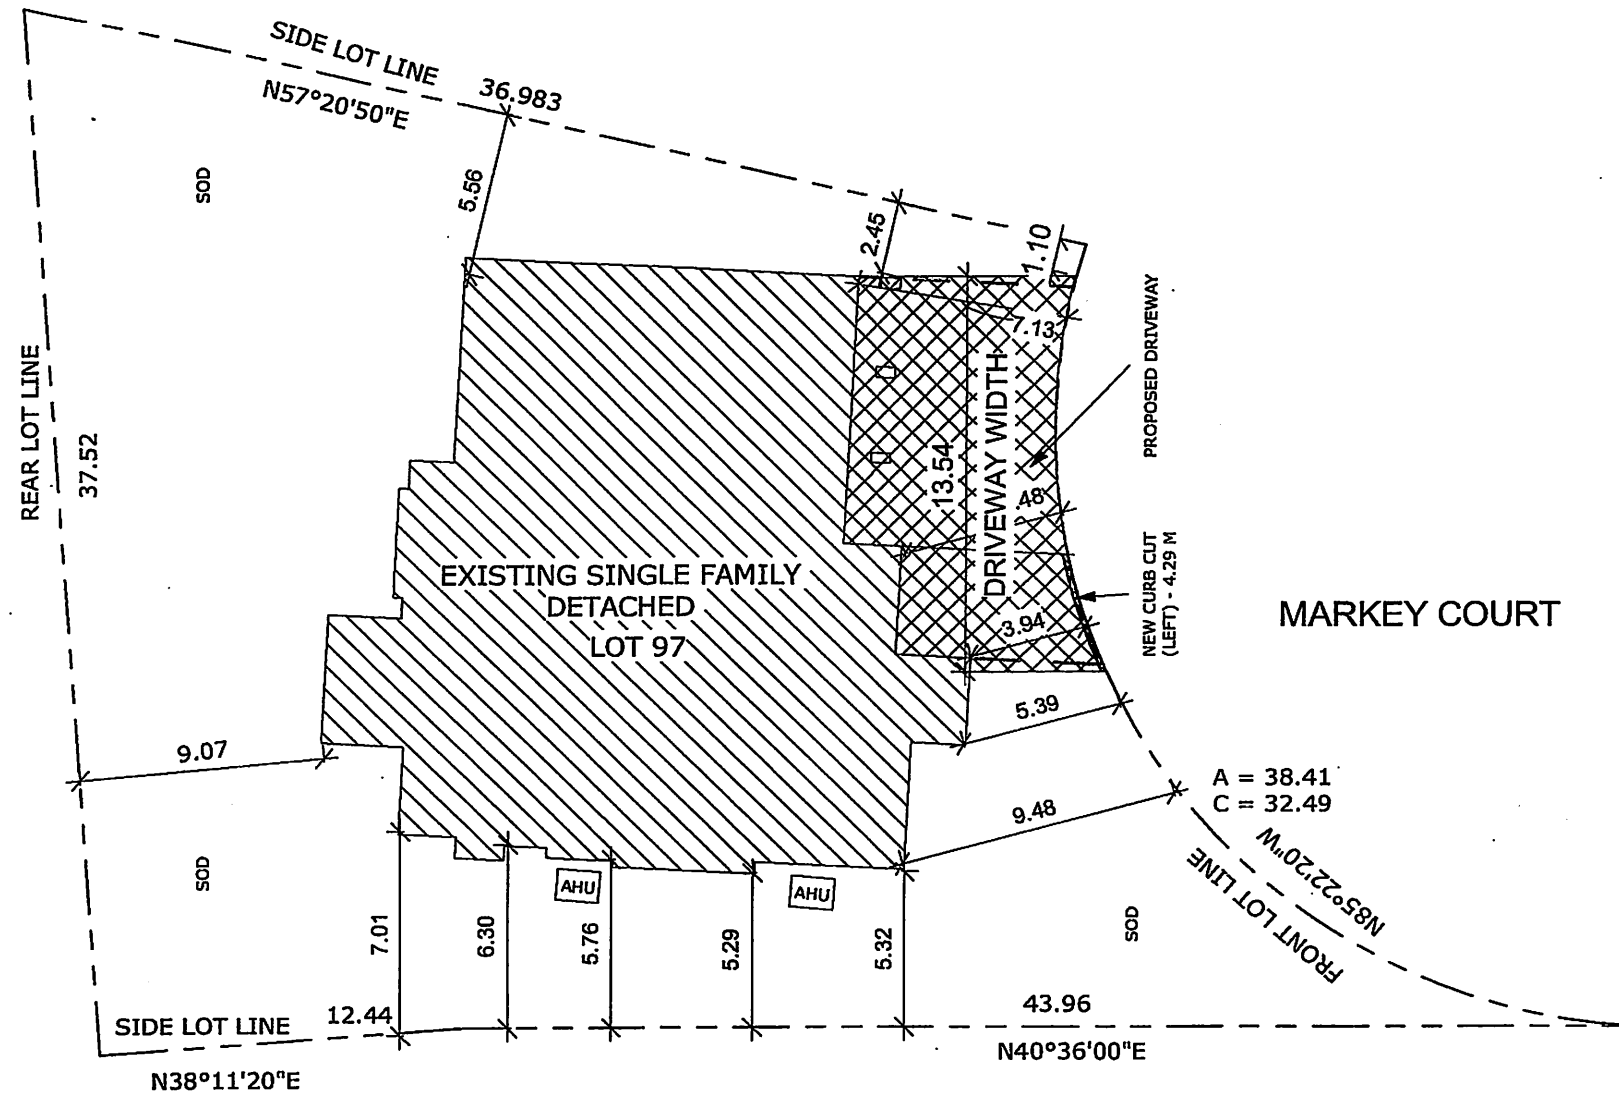 SIDE LOT LINE
36.983
N57°20'50"E
SOD
5.56
2.45
1.10
7.13
PROPOSED DRIVEWAY
REAR LOT LINE
37.52
13.54
DRIVEWAY WIDTH
.48
EXISTING SINGLE FAMILY
DETACHED
LOT 97
NEW CURB CUT
(LEFT) - 4.29 M
MARKEY COURT
3.94
5.39
9.07
A = 38.41
C = 32.49
9.48
N85°22'20"W
FRONT LOT LINE
SOD
AHU
AHU
7.01
6.30
5.76
5.29
5.32
SOD
SIDE LOT LINE
12.44
43.96
N38°11'20"E
N40°36'00"E